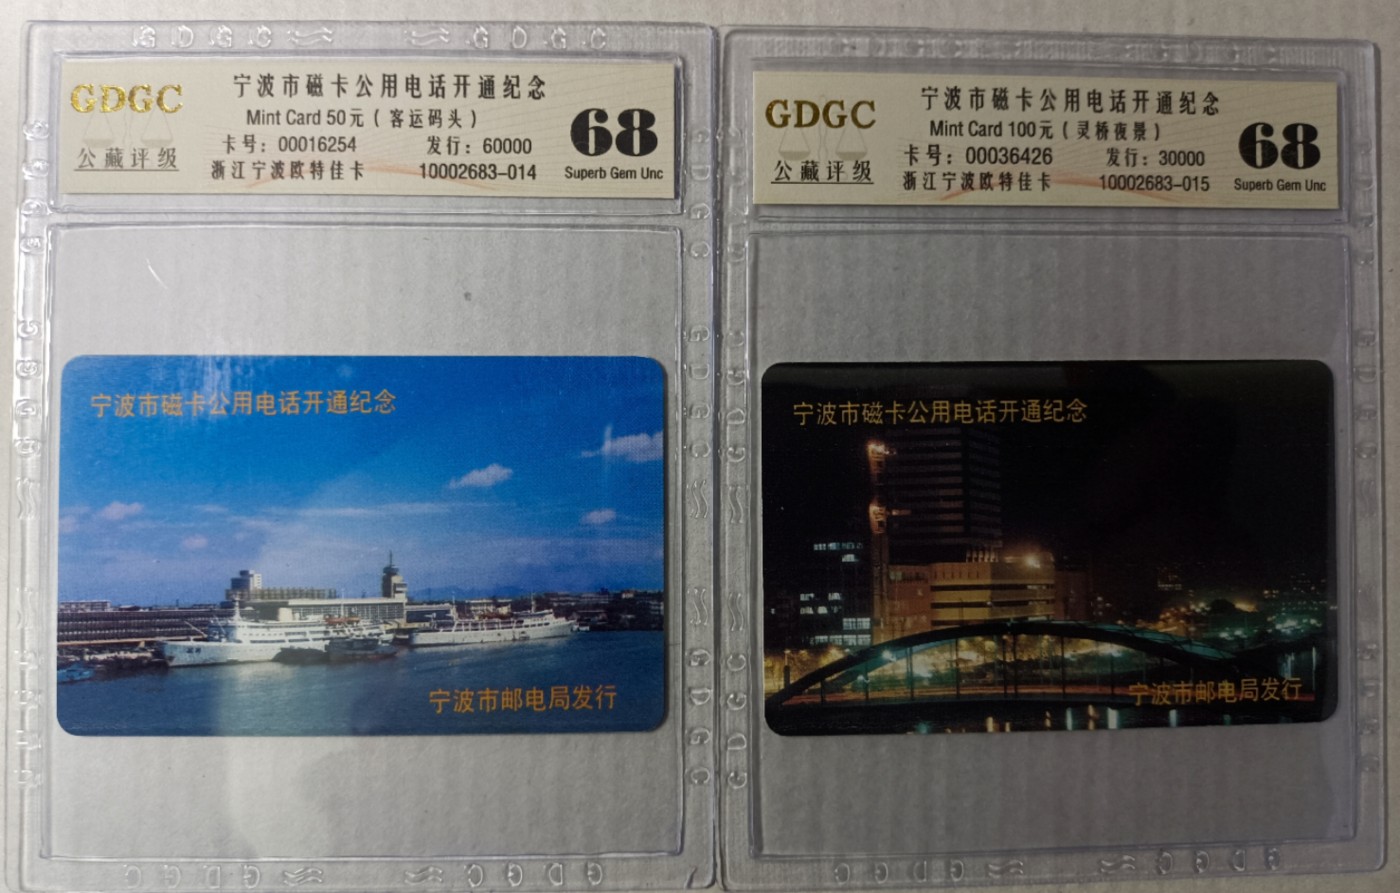 GDGC
公藏评级
宁波市磁卡公用电话开通纪念
Mint Card 50元(客运码头)
卡号:00016254 发行:60000
浙江宁波欧特佳卡 10002683-014
68
Superb Gem Unc
宁波市磁卡公用电话开通纪念
宁波市邮电局发行
GDGC
公藏评级
宁波市磁卡公用电话开通纪念
Mint Card 100元(灵桥夜景)
卡号:00036426 发行:30000
浙江宁波欧特佳卡 10002683-015
68
Superb Gem Unc
宁波市磁卡公用电话开通纪念
宁波市邮电局发行